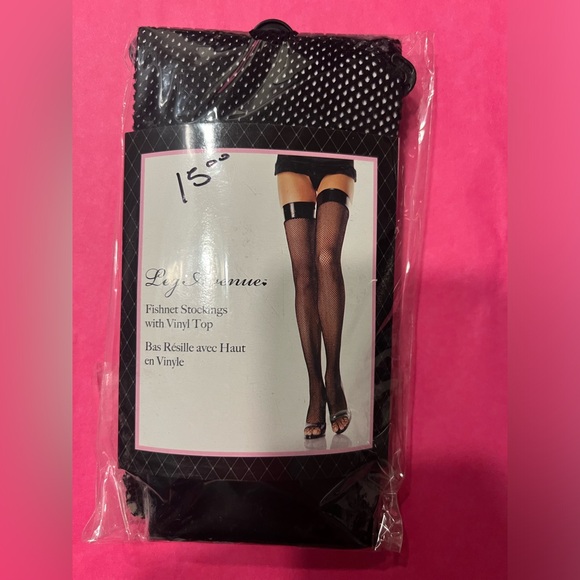 15⁰⁰
Leg Avenue
Fishnet Stockings
with Vinyl Top
Bas Résille avec Haut
en Vinyle